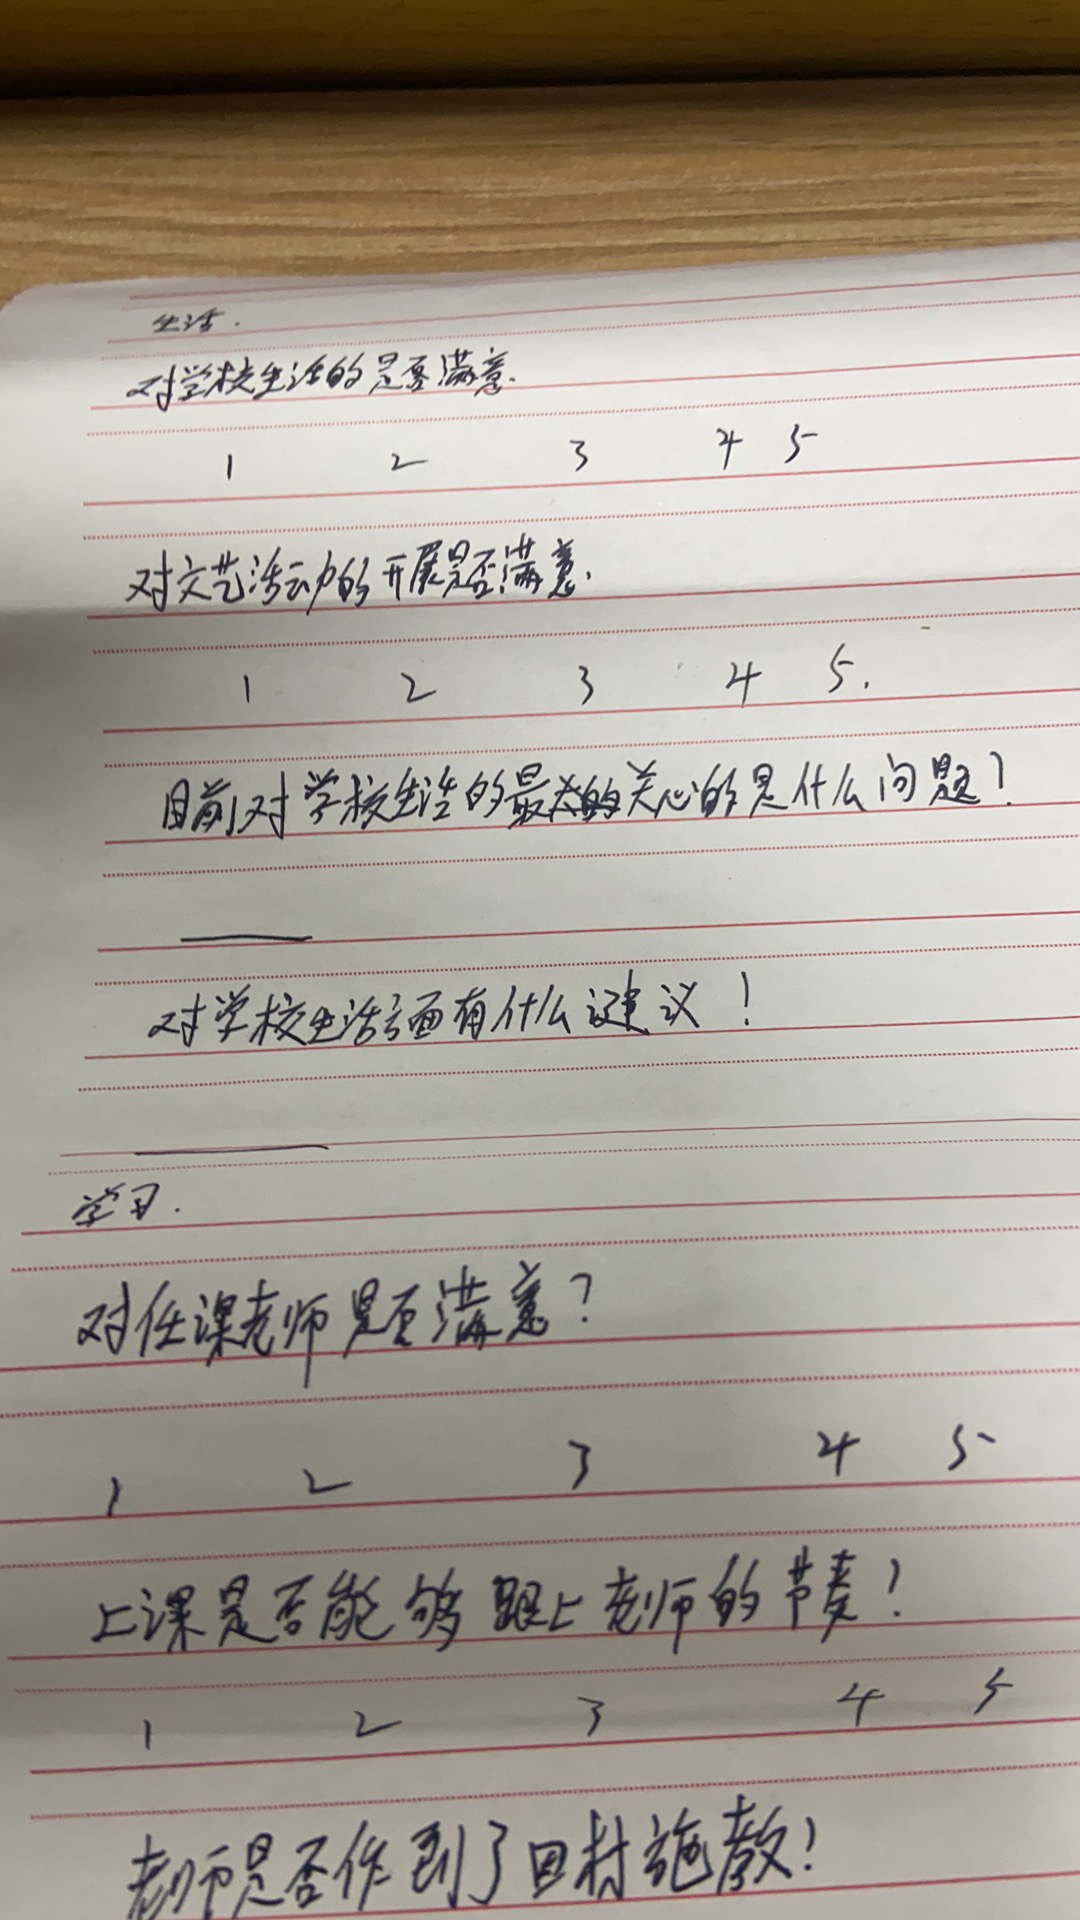 生活.
对学校生活的是否满意.
1 2 3 4 5
对文艺活动的开展是否满意.
1 2 3 4 5.
目前对学校生活的最大的关心的是什么问题?
对学校生活方面有什么建议!
学习.
对任课老师是否满意?
1 2 3 4 5
上课是否能够跟上老师的节奏?
1 2 3 4 5
老师是否作到了因材施教?